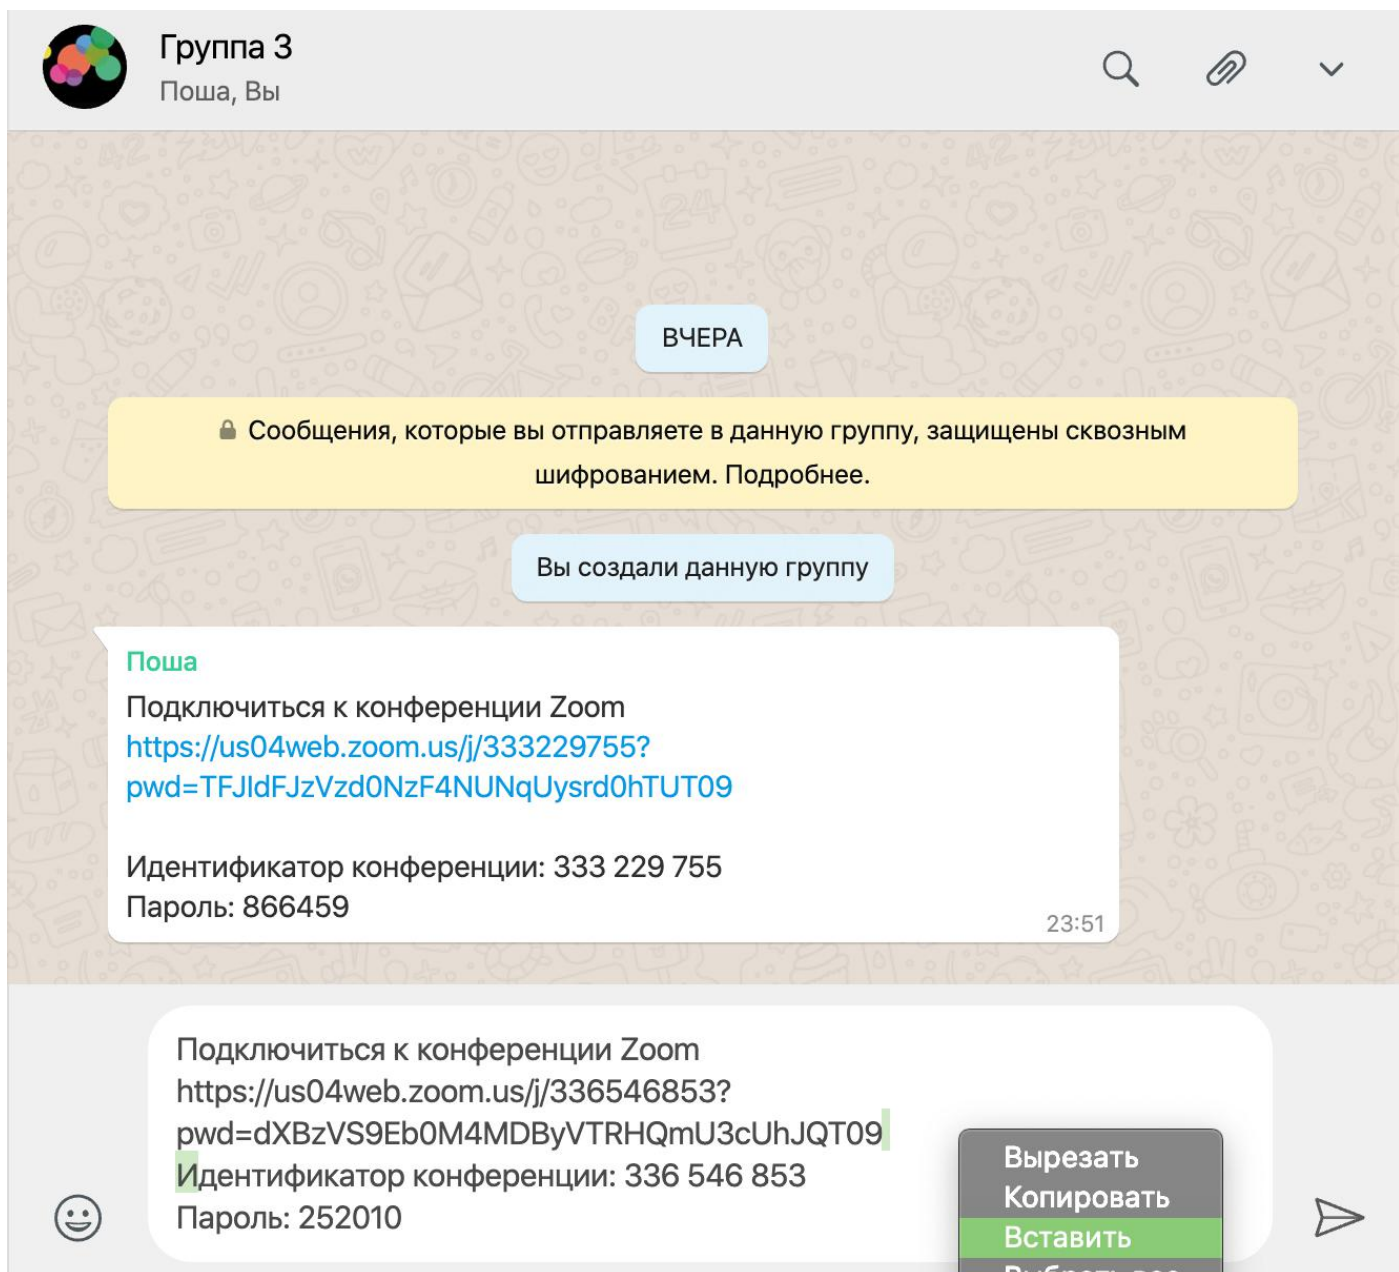 Группа 3
Поша, Вы
ВЧЕРА
Сообщения, которые вы отправляете в данную группу, защищены сквозным
шифрованием. Подробнее.
Вы создали данную группу
Поша
Подключиться к конференции Zoom
https://us04web.zoom.us/j/333229755?
pwd=TFJIdFJzVzd0NzF4NUNqUysrd0hTUT09
Идентификатор конференции: 333 229 755
Пароль: 866459
23:51
Подключиться к конференции Zoom
https://us04web.zoom.us/j/336546853?
pwd=dXBzVS9Eb0M4MDByVTRHQmU3cUhJQT09
Идентификатор конференции: 336 546 853
Пароль: 252010
Вырезать
Копировать
Вставить